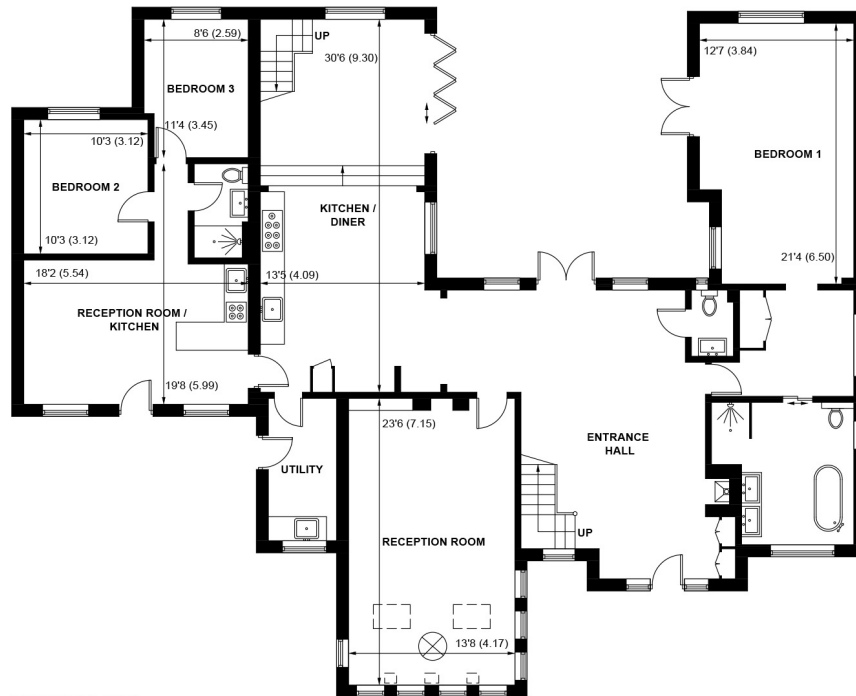 8'6 (2.59)
UP
30'6 (9.30)
12'7 (3.84)
BEDROOM 3
11'4 (3.45)
10'3 (3.12)
BEDROOM 1
BEDROOM 2
KITCHEN /
DINER
10'3 (3.12)
21'4 (6.50)
18'2 (5.54)
13'5 (4.09)
RECEPTION ROOM /
KITCHEN
19'8 (5.99)
23'6 (7.15)
ENTRANCE
HALL
UTILITY
UP
RECEPTION ROOM
13'8 (4.17)